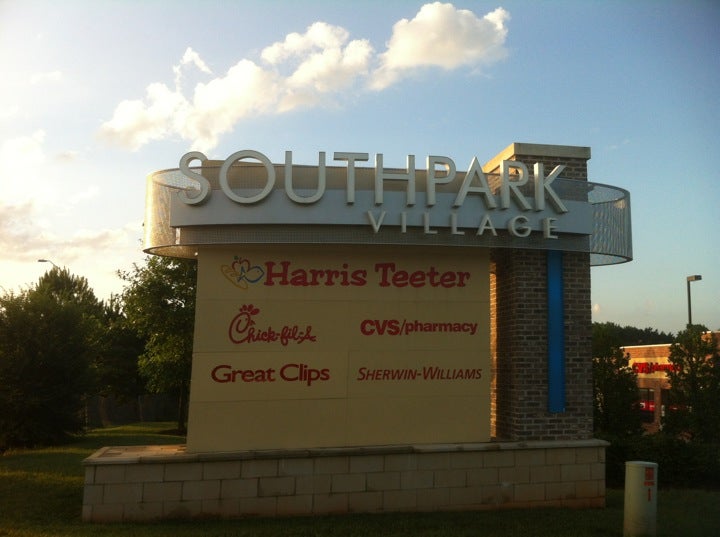 SOUTHPARK
VILLAGE
Harris Teeter
Chick-fil-A
CVS/pharmacy
Great Clips
SHERWIN-WILLIAMS